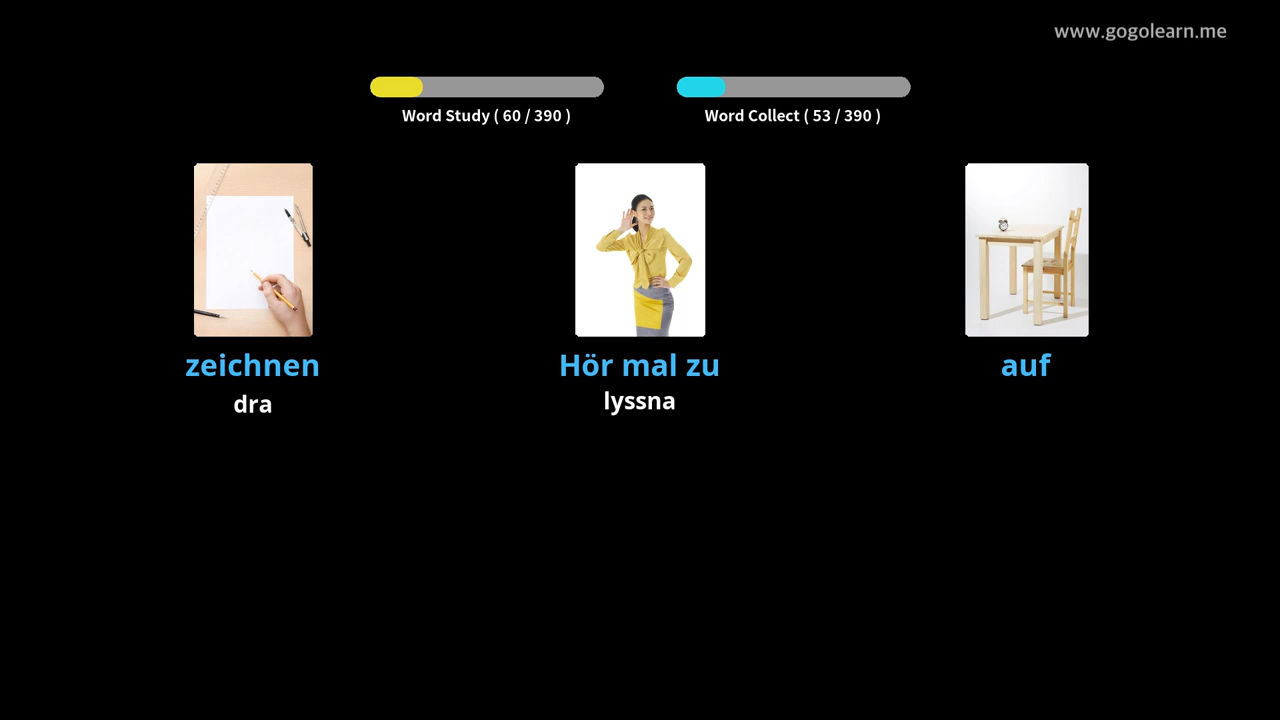 www.gogolearn.me
Word Study ( 60 / 390 )
Word Collect ( 53 / 390 )
zeichnen
dra
Hör mal zu
lyssna
auf